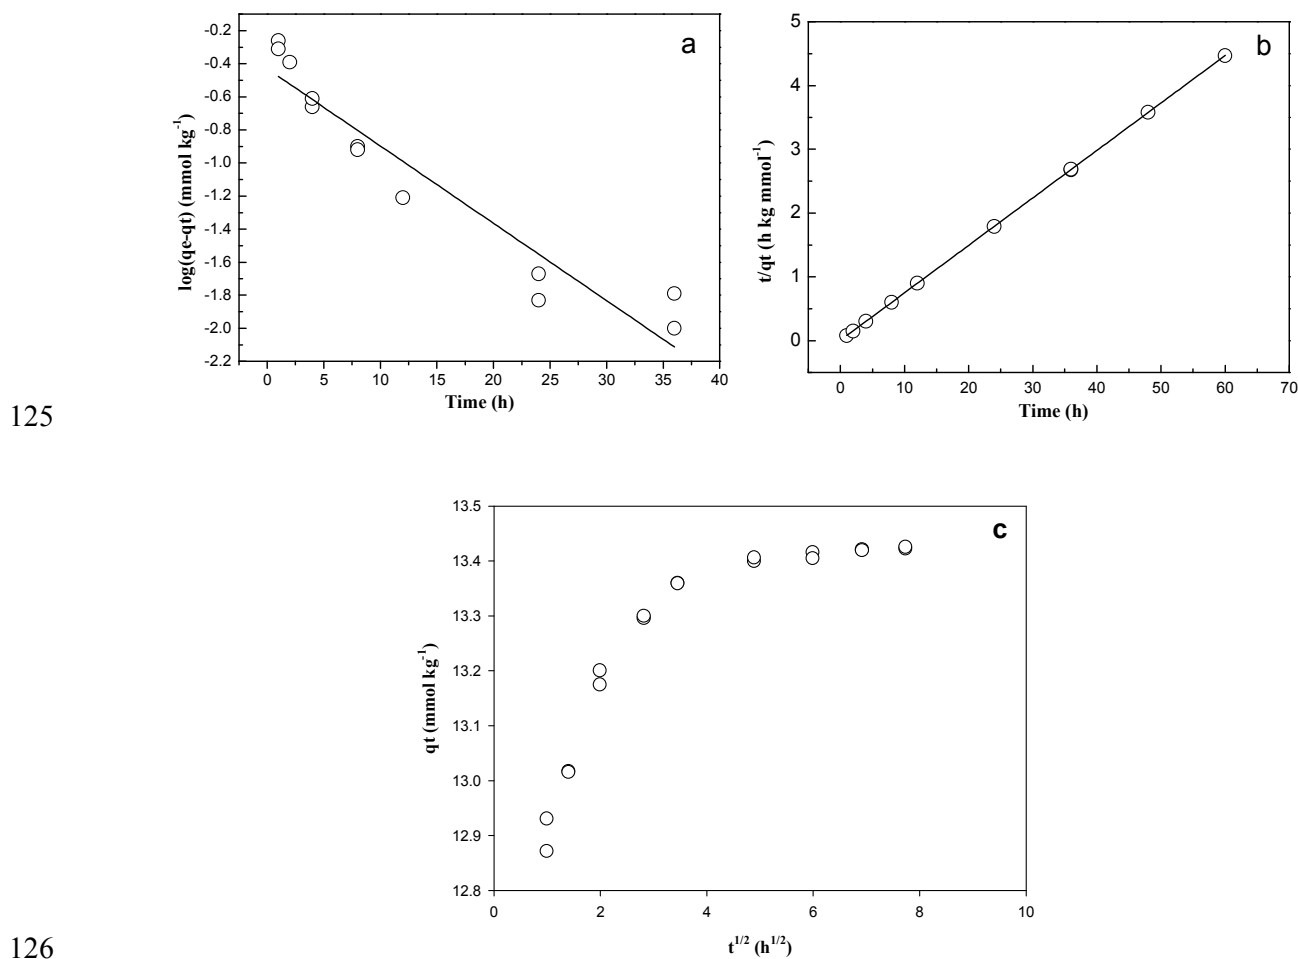 a
-0.2
-0.4
-0.6
-0.8
-1.0
-1.2
-1.4
-1.6
-1.8
-2.0
-2.2
log(qe-qt) (mmol kg⁻¹)
0 5 10 15 20 25 30 35 40
Time (h)
b
5
4
3
2
1
0
t/qt (h kg mmol⁻¹)
0 10 20 30 40 50 60 70
Time (h)
125
c
13.5
13.4
13.3
13.2
13.1
13.0
12.9
12.8
qt (mmol kg⁻¹)
0 2 4 6 8 10
t¹/² (h¹/²)
126